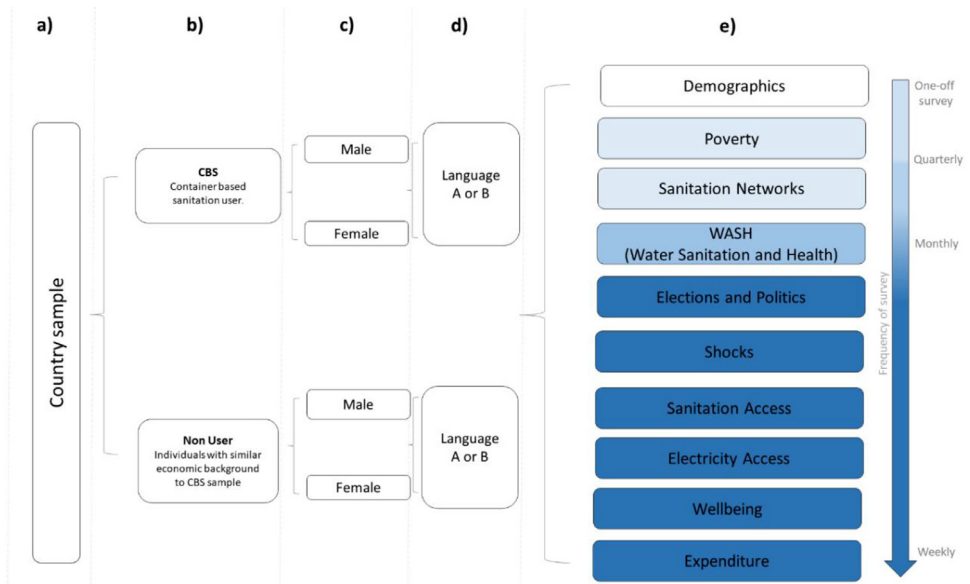 a)
b)
c)
d)
e)
Country sample
CBS
Container based
sanitation user.
Non User
Individuals with similar
economic background
to CBS sample
Male
Female
Male
Female
Language
A or B
Language
A or B
Demographics
Poverty
Sanitation Networks
WASH
(Water Sanitation and Health)
Elections and Politics
Shocks
Sanitation Access
Electricity Access
Wellbeing
Expenditure
Frequency of survey
One-off
survey
Quarterly
Monthly
Weekly